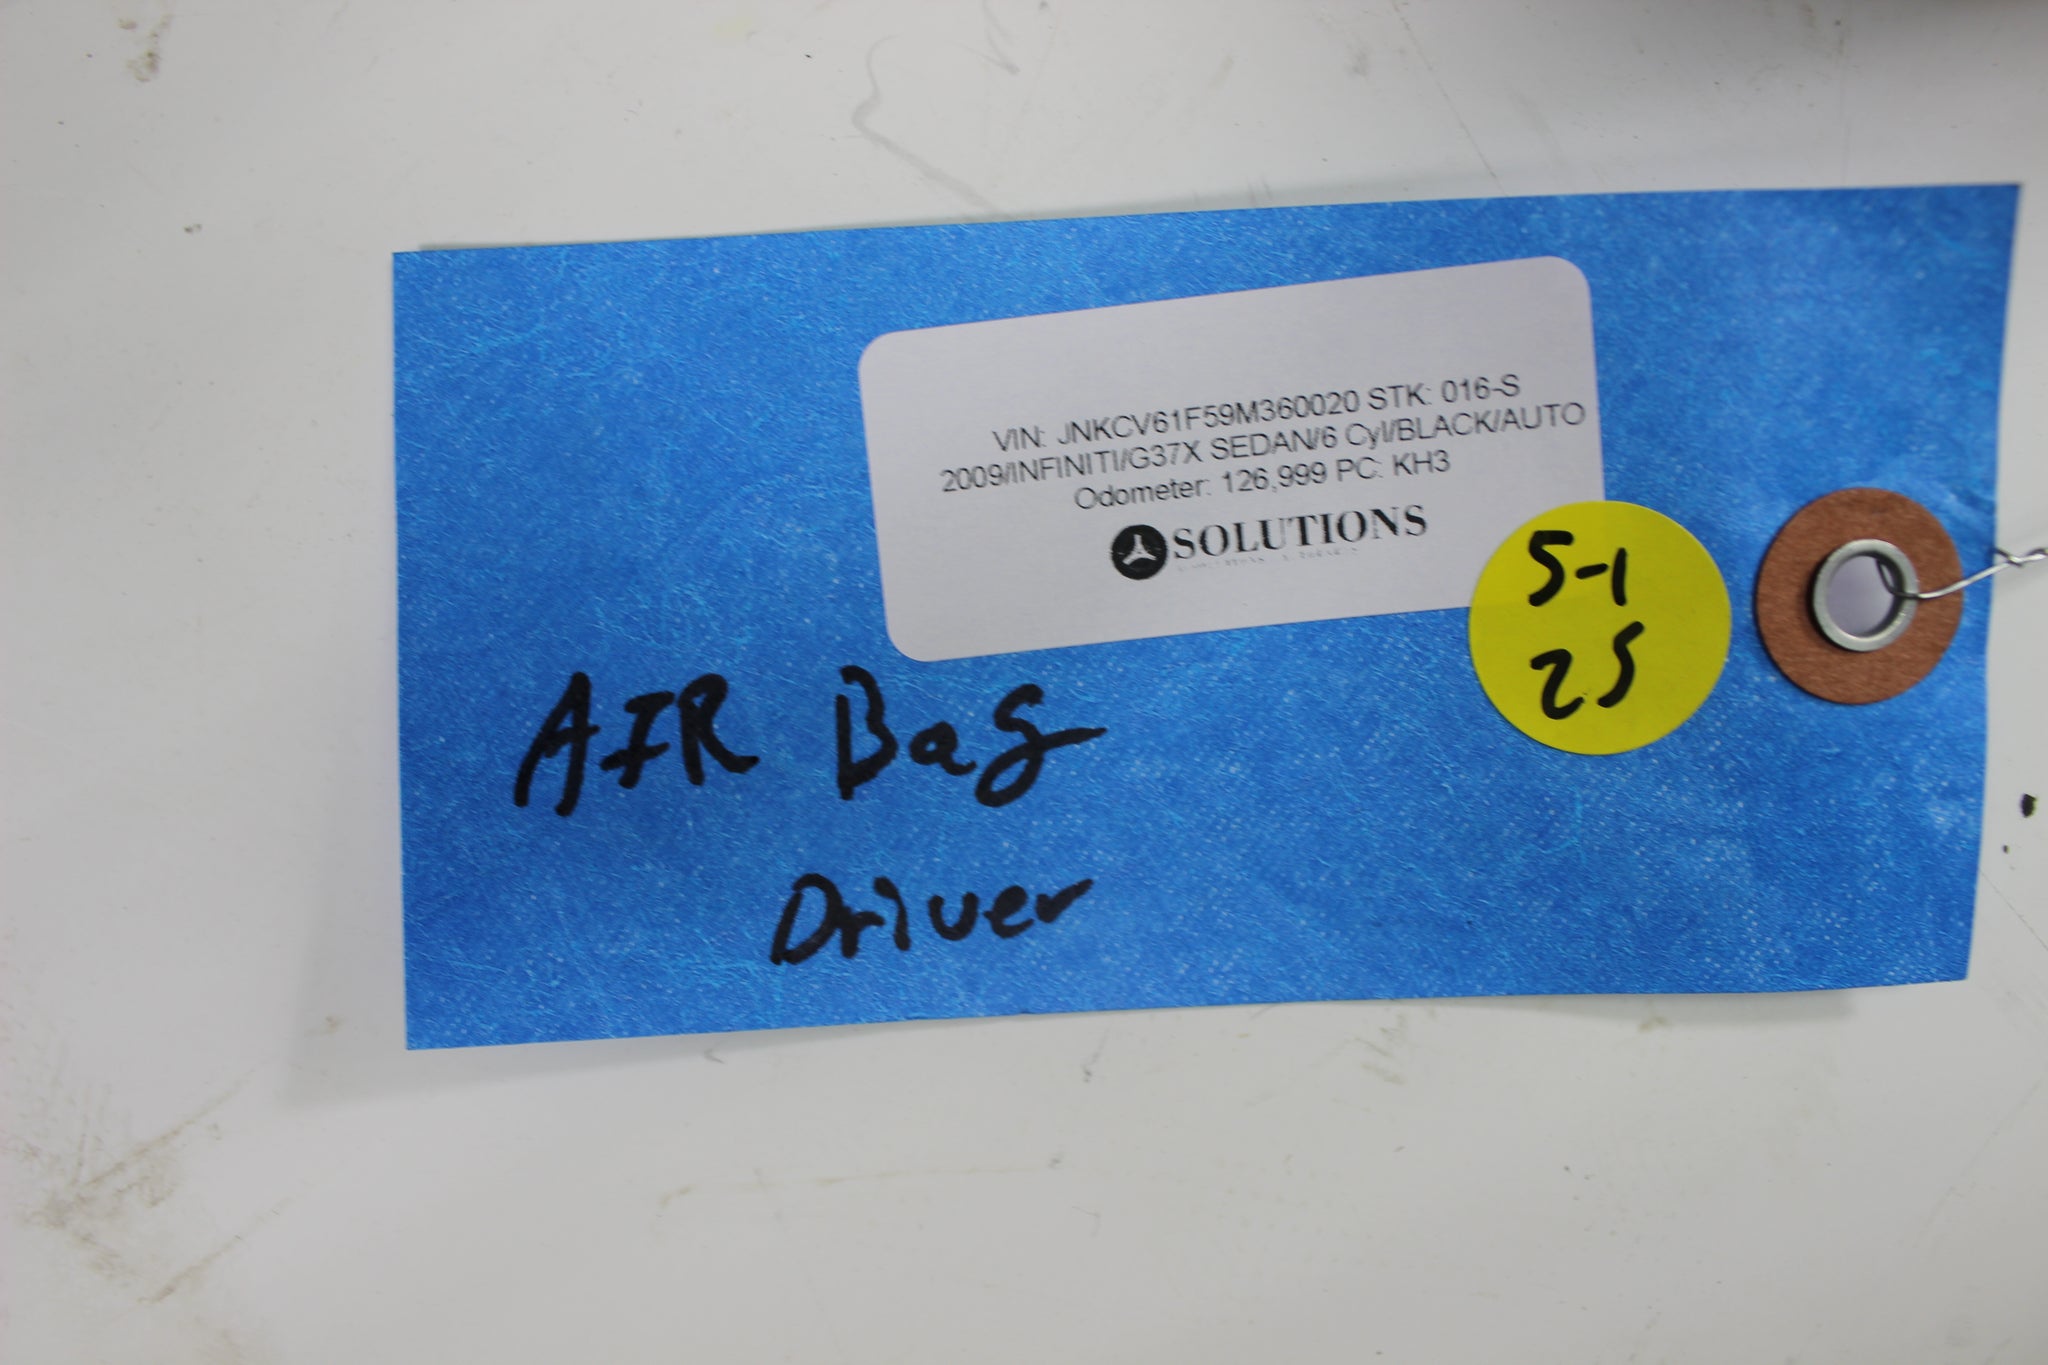 VIN: JNKCV61F59M360020 STK: 016-S
2009/INFINITI/G37X SEDAN/6 Cyl/BLACK/AUTO
Odometer: 126,999 PC: KH3
SOLUTIONS
5-1
25
AIR Bag
Driver